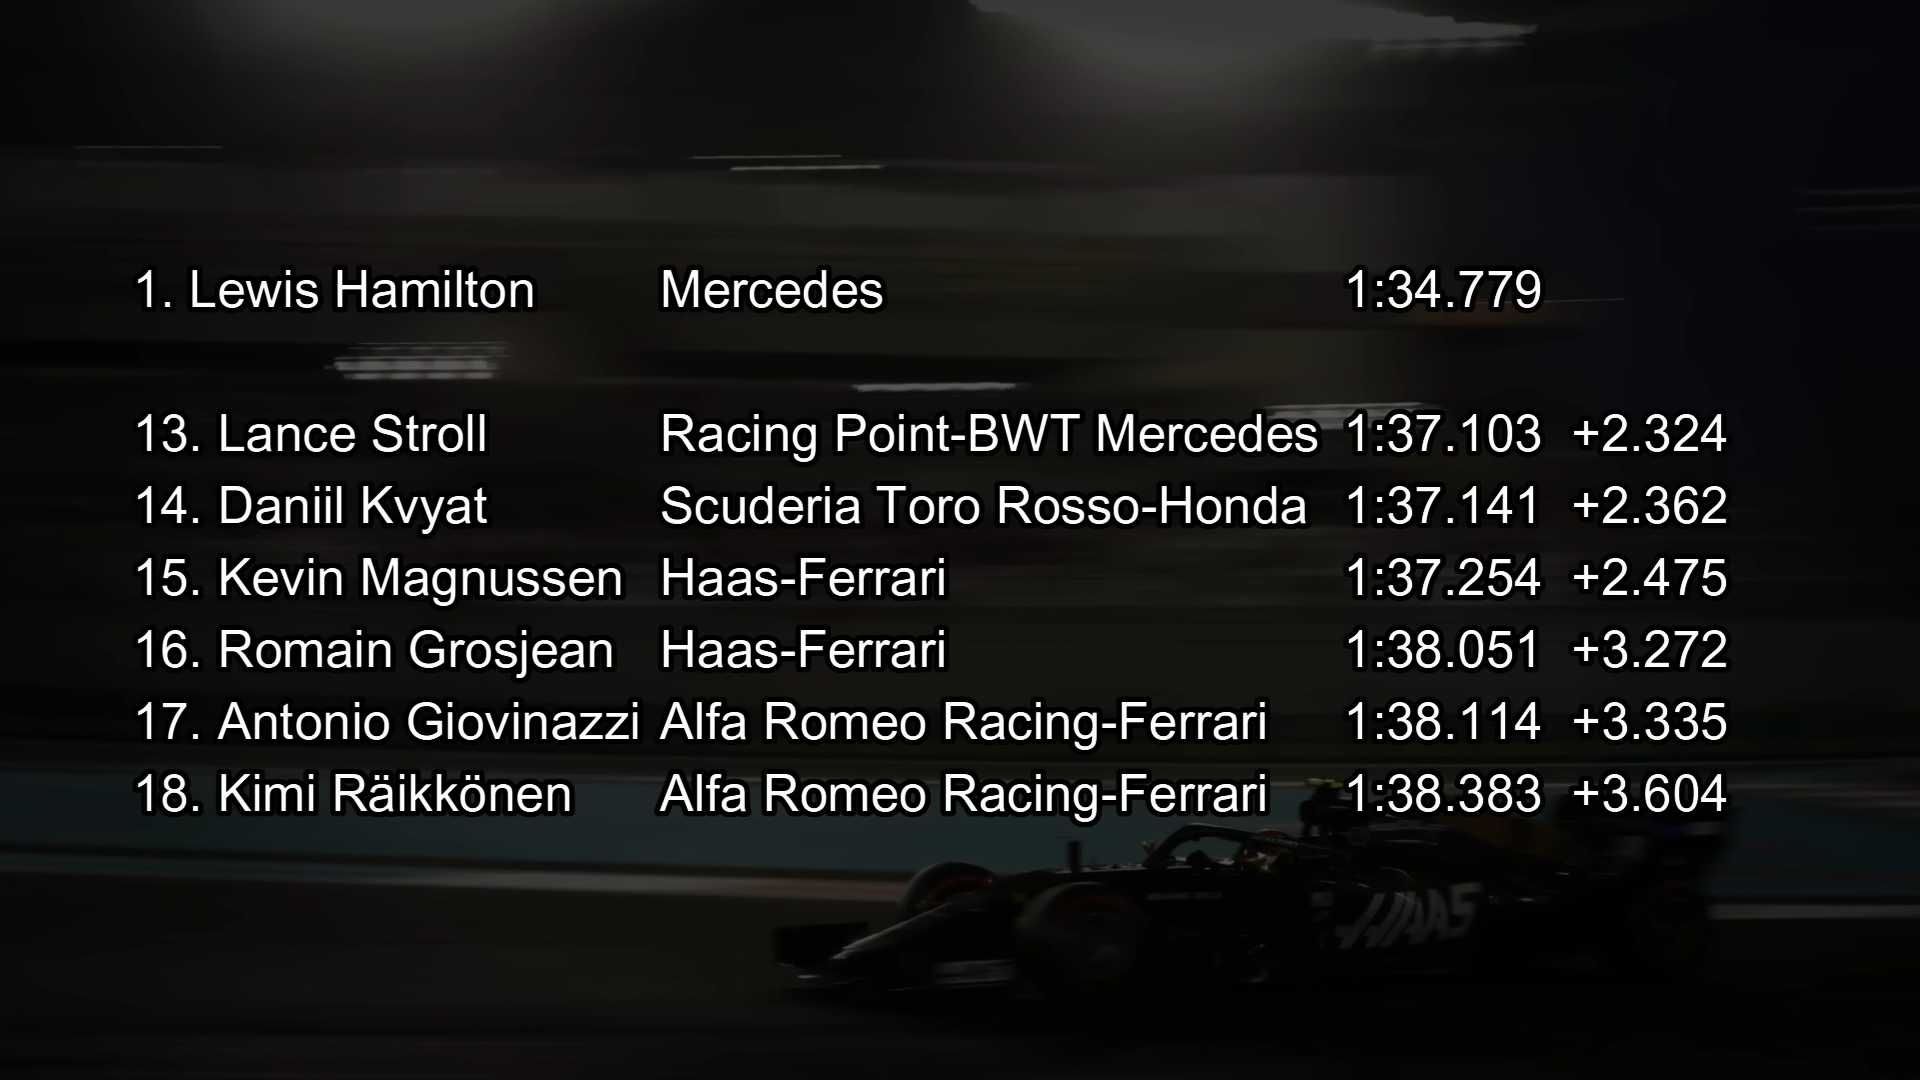 1. Lewis Hamilton Mercedes 1:34.779
13. Lance Stroll Racing Point-BWT Mercedes 1:37.103 +2.324
14. Daniil Kvyat Scuderia Toro Rosso-Honda 1:37.141 +2.362
15. Kevin Magnussen Haas-Ferrari 1:37.254 +2.475
16. Romain Grosjean Haas-Ferrari 1:38.051 +3.272
17. Antonio Giovinazzi Alfa Romeo Racing-Ferrari 1:38.114 +3.335
18. Kimi Räikkönen Alfa Romeo Racing-Ferrari 1:38.383 +3.604
HAAS